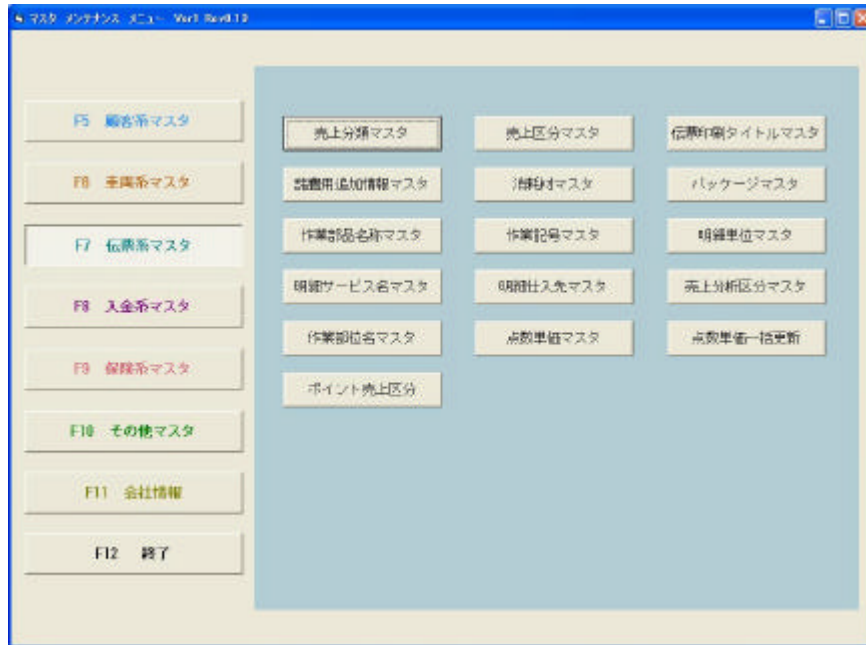 マスタ メンテナンス メニュー Ver1 Rev0.10
F5 顧客系マスタ
F6 車両系マスタ
F7 伝票系マスタ
F8 入金系マスタ
F9 保険系マスタ
F10 その他マスタ
F11 会社情報
F12 終了
売上分類マスタ
売上区分マスタ
伝票印刷タイトルマスタ
諸費用追加情報マスタ
消耗材マスタ
パッケージマスタ
作業部品名称マスタ
作業記号マスタ
明細単位マスタ
明細サービス名マスタ
明細仕入先マスタ
売上分析区分マスタ
作業部位名マスタ
点数単価マスタ
点数単価一括更新
ポイント売上区分